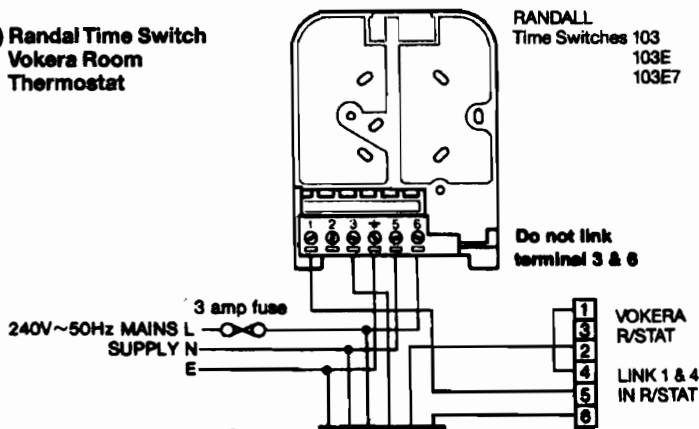 ) Randal Time Switch
Vokera Room
Thermostat
RANDALL
Time Switches 103
103E
103E7
1 2 3 ⏚ 5 6
Do not link
terminal 3 & 6
3 amp fuse
240V~50Hz MAINS L
SUPPLY N
E
1
3
2
4
5
6
VOKERA
R/STAT
LINK 1 & 4
IN R/STAT